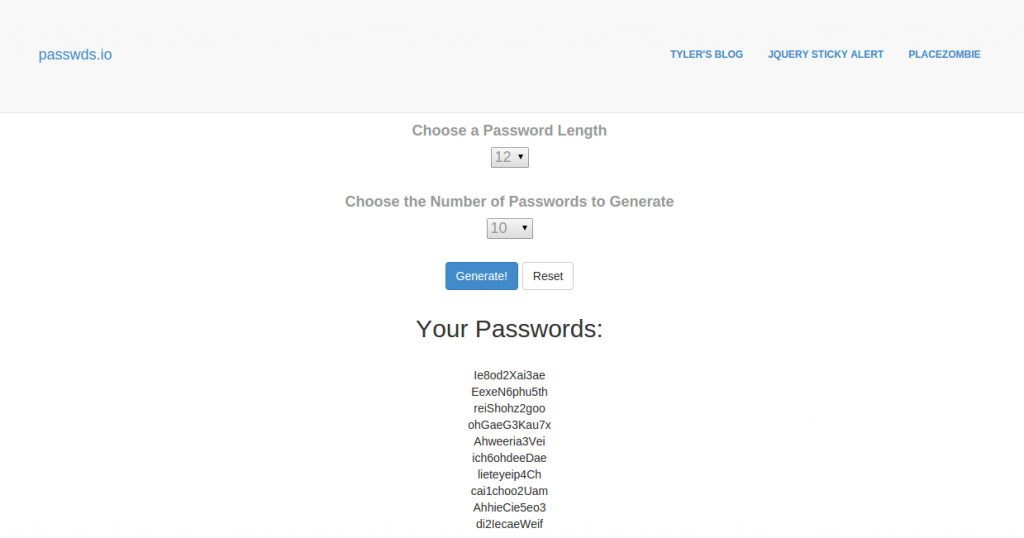 passwds.io
TYLER'S BLOG JQUERY STICKY ALERT PLACEZOMBIE
Choose a Password Length
12
Choose the Number of Passwords to Generate
10
Generate! Reset
Your Passwords:
Ie8od2Xai3ae
EexeN6phu5th
reiShohz2goo
ohGaeG3Kau7x
Ahweeria3Vei
ich6ohdeeDae
lieteyeip4Ch
cai1choo2Uam
AhhieCie5eo3
di2IecaeWeif